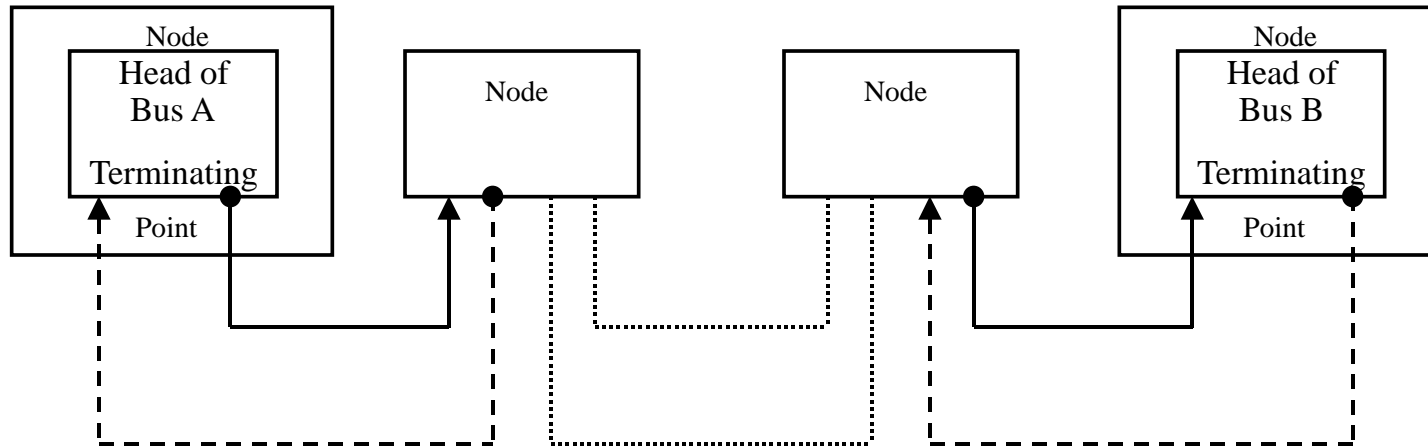 Node
Head of
Bus A
Terminating
Point
Node
Node
Node
Head of
Bus B
Terminating
Point